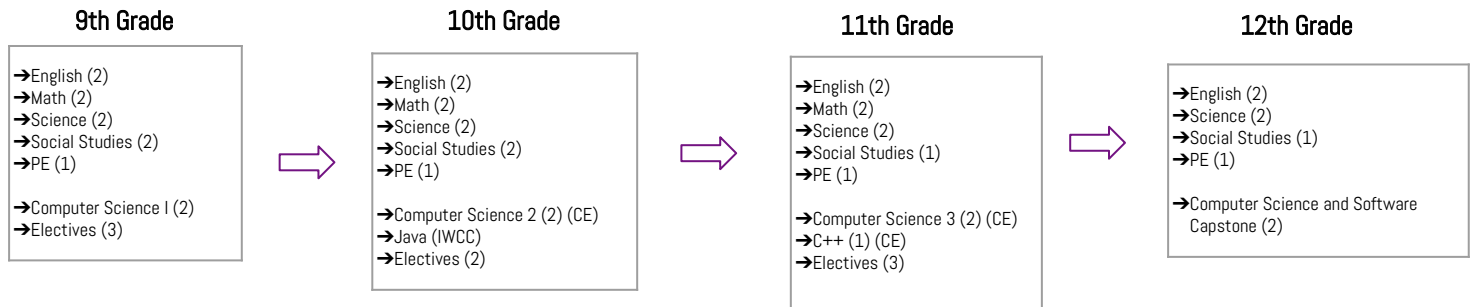 9th Grade
➔English (2)
➔Math (2)
➔Science (2)
➔Social Studies (2)
➔PE (1)
➔Computer Science I (2)
➔Electives (3)
10th Grade
➔English (2)
➔Math (2)
➔Science (2)
➔Social Studies (2)
➔PE (1)
➔Computer Science 2 (2) (CE)
➔Java (IWCC)
➔Electives (2)
11th Grade
➔English (2)
➔Math (2)
➔Science (2)
➔Social Studies (1)
➔PE (1)
➔Computer Science 3 (2) (CE)
➔C++ (1) (CE)
➔Electives (3)
12th Grade
➔English (2)
➔Science (2)
➔Social Studies (1)
➔PE (1)
➔Computer Science and Software
Capstone (2)